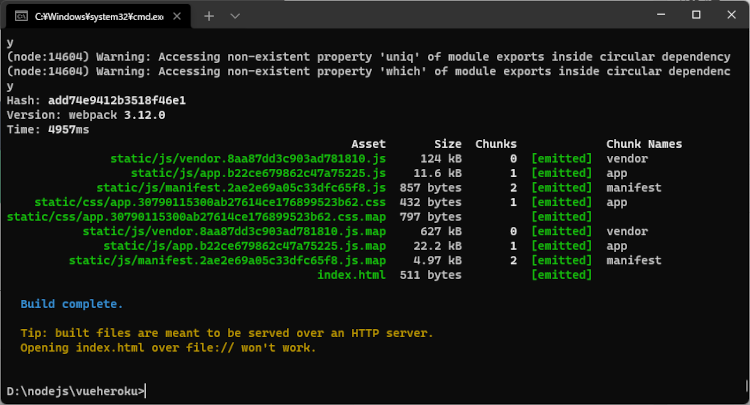 C:¥Windows¥system32¥cmd.exe
y
(node:14604) Warning: Accessing non-existent property 'uniq' of module exports inside circular dependency
(node:14604) Warning: Accessing non-existent property 'which' of module exports inside circular dependenc
y
Hash: add74e9412b3518f46e1
Version: webpack 3.12.0
Time: 4957ms
Asset Size Chunks Chunk Names
static/js/vendor.8aa87dd3c903ad781810.js 124 kB 0 [emitted] vendor
static/js/app.b22ce679862c47a75225.js 11.6 kB 1 [emitted] app
static/js/manifest.2ae2e69a05c33dfc65f8.js 857 bytes 2 [emitted] manifest
static/css/app.30790115300ab27614ce176899523b62.css 432 bytes 1 [emitted] app
static/css/app.30790115300ab27614ce176899523b62.css.map 797 bytes [emitted]
static/js/vendor.8aa87dd3c903ad781810.js.map 627 kB 0 [emitted] vendor
static/js/app.b22ce679862c47a75225.js.map 22.2 kB 1 [emitted] app
static/js/manifest.2ae2e69a05c33dfc65f8.js.map 4.97 kB 2 [emitted] manifest
index.html 511 bytes [emitted]
Build complete.
Tip: built files are meant to be served over an HTTP server.
Opening index.html over file:// won't work.
D:\nodejs\vueheroku>